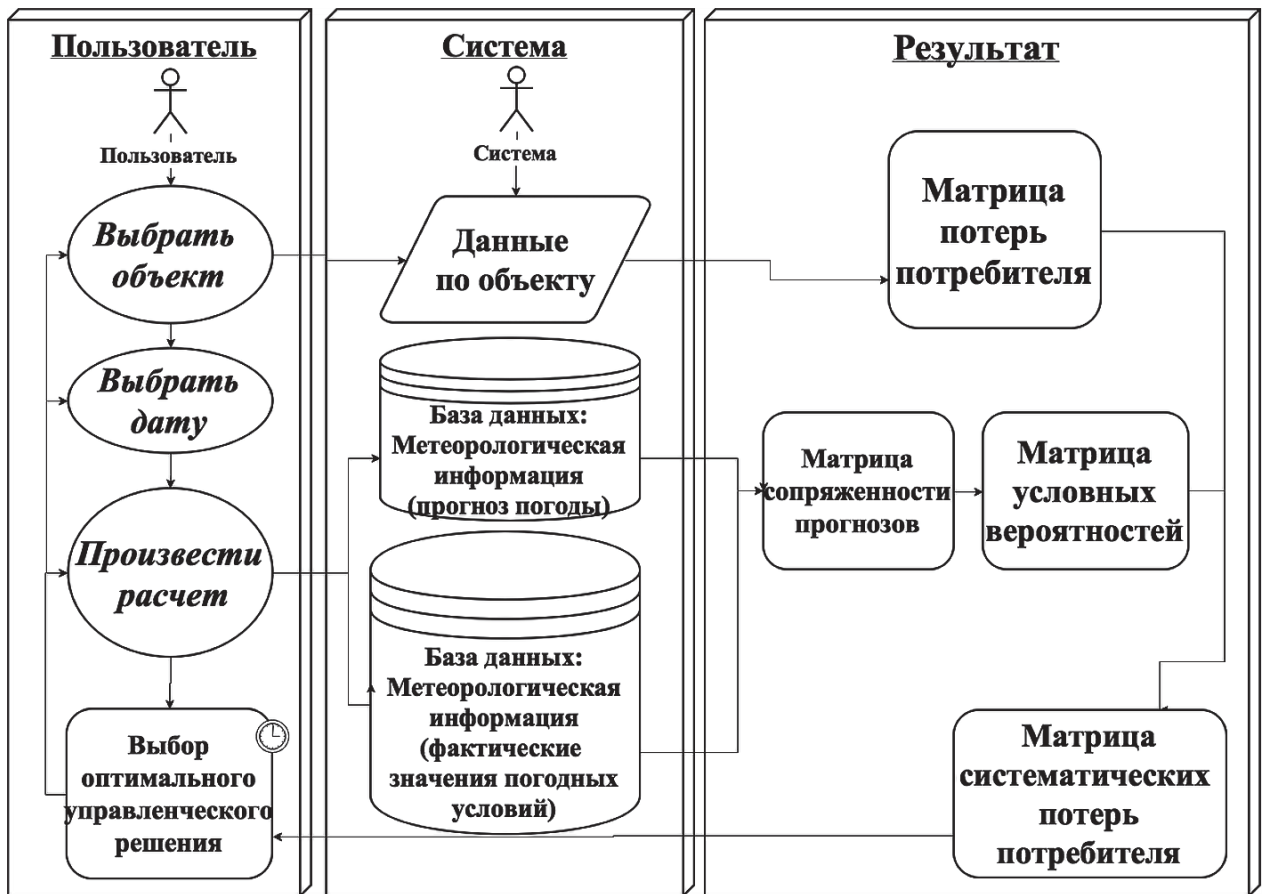 Пользователь
Пользователь
Выбрать
объект
Выбрать
дату
Произвести
расчет
Выбор
оптимального
управленческого
решения
Система
Система
Данные
по объекту
База данных:
Метеорологическая
информация
(прогноз погоды)
База данных:
Метеорологическая
информация
(фактические
значения погодных
условий)
Результат
Матрица
потерь
потребителя
Матрица
сопряженности
прогнозов
Матрица
условных
вероятностей
Матрица
систематических
потерь
потребителя